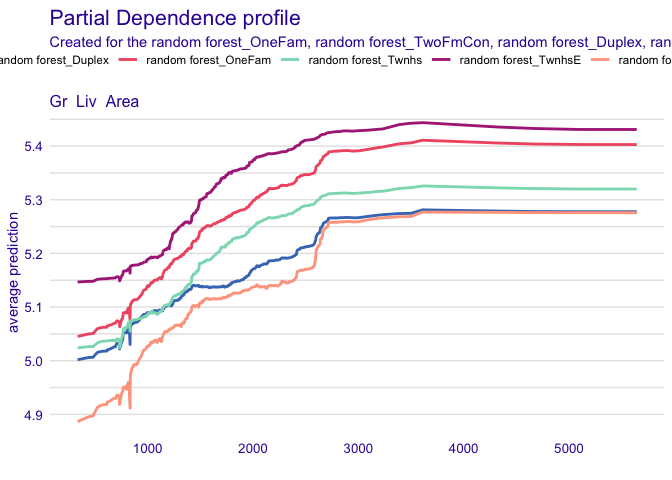 Partial Dependence profile
Created for the random forest_OneFam, random forest_TwoFmCon, random forest_Duplex, ran
andom forest_Duplex random forest_OneFam random forest_Twnhs random forest_TwnhsE random fo
Gr Liv Area
average prediction
5.4
5.3
5.2
5.1
5.0
4.9
1000 2000 3000 4000 5000